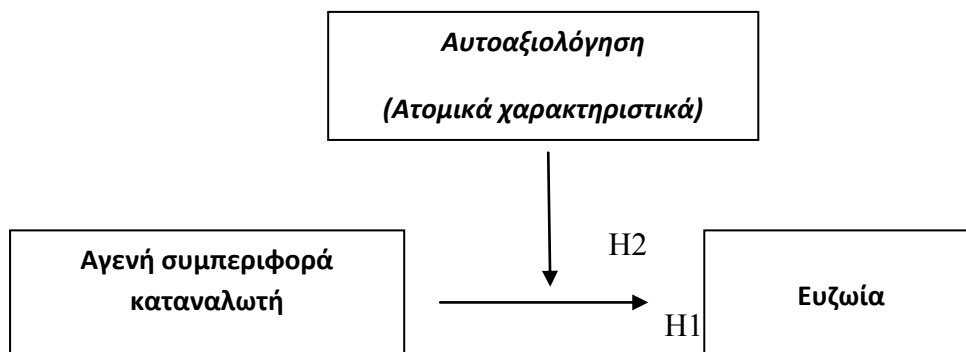 Αυτοαξιολόγηση
(Ατομικά χαρακτηριστικά)
H2
Αγενή συμπεριφορά
καταναλωτή
Ευζωία
H1